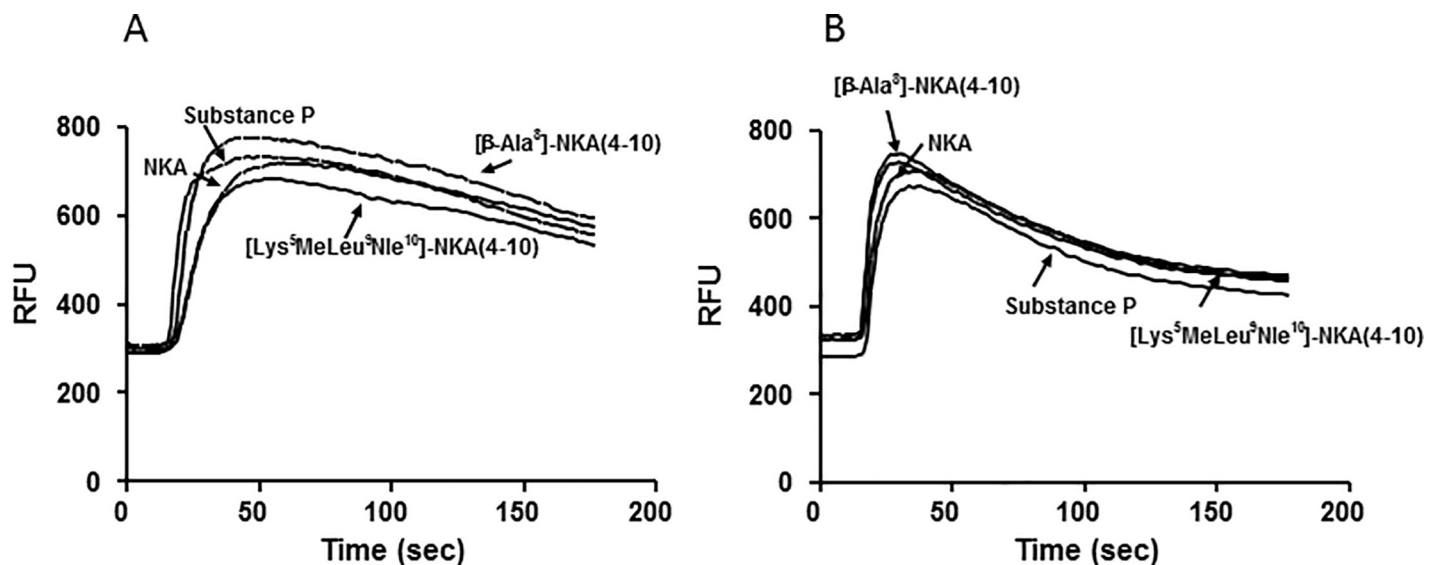 A
Substance P
[β-Ala⁸]-NKA(4-10)
NKA
[Lys⁵MeLeu⁹Nle¹⁰]-NKA(4-10)
800
600
400
200
0
RFU
0
50
100
150
200
Time (sec)
B
[β-Ala⁸]-NKA(4-10)
NKA
Substance P
[Lys⁵MeLeu⁹Nle¹⁰]-NKA(4-10)
800
600
400
200
0
RFU
0
50
100
150
200
Time (sec)